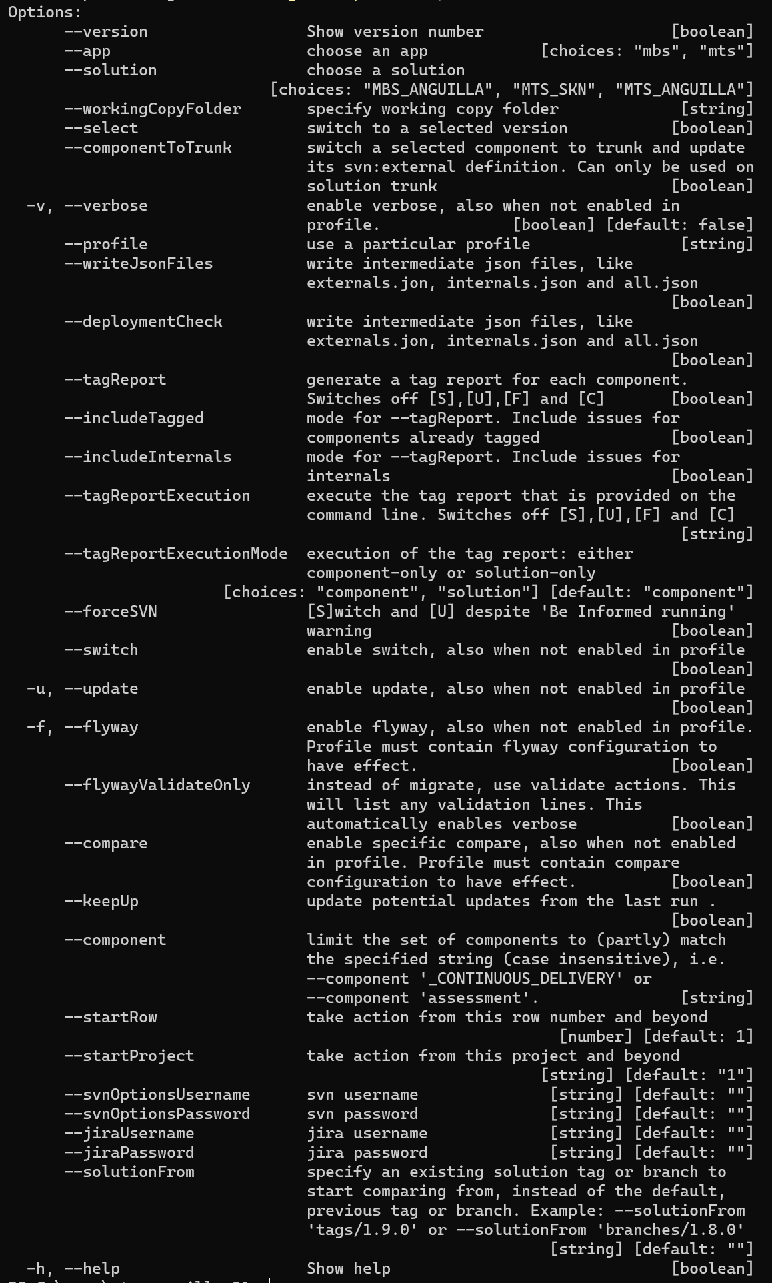 Options:
--version Show version number [boolean]
--app choose an app [choices: "mbs", "mts"]
--solution choose a solution
[choices: "MBS_ANGUILLA", "MTS_SKN", "MTS_ANGUILLA"]
--workingCopyFolder specify working copy folder [string]
--select switch to a selected version [boolean]
--componentToTrunk switch a selected component to trunk and update
its svn:external definition. Can only be used on
solution trunk [boolean]
-v, --verbose enable verbose, also when not enabled in
profile. [boolean] [default: false]
--profile use a particular profile [string]
--writeJsonFiles write intermediate json files, like
externals.jon, internals.json and all.json
[boolean]
--deploymentCheck write intermediate json files, like
externals.jon, internals.json and all.json
[boolean]
--tagReport generate a tag report for each component.
Switches off [S],[U],[F] and [C] [boolean]
--includeTagged mode for --tagReport. Include issues for
components already tagged [boolean]
--includeInternals mode for --tagReport. Include issues for
internals [boolean]
--tagReportExecution execute the tag report that is provided on the
command line. Switches off [S],[U],[F] and [C]
[string]
--tagReportExecutionMode execution of the tag report: either
component-only or solution-only
[choices: "component", "solution"] [default: "component"]
--forceSVN [S]witch and [U] despite 'Be Informed running'
warning [boolean]
--switch enable switch, also when not enabled in profile
[boolean]
-u, --update enable update, also when not enabled in profile
[boolean]
-f, --flyway enable flyway, also when not enabled in profile.
Profile must contain flyway configuration to
have effect. [boolean]
--flywayValidateOnly instead of migrate, use validate actions. This
will list any validation lines. This
automatically enables verbose [boolean]
--compare enable specific compare, also when not enabled
in profile. Profile must contain compare
configuration to have effect. [boolean]
--keepUp update potential updates from the last run .
[boolean]
--component limit the set of components to (partly) match
the specified string (case insensitive), i.e.
--component '_CONTINUOUS_DELIVERY' or
--component 'assessment'. [string]
--startRow take action from this row number and beyond
[number] [default: 1]
--startProject take action from this project and beyond
[string] [default: "1"]
--svnOptionsUsername svn username [string] [default: ""]
--svnOptionsPassword svn password [string] [default: ""]
--jiraUsername jira username [string] [default: ""]
--jiraPassword jira password [string] [default: ""]
--solutionFrom specify an existing solution tag or branch to
start comparing from, instead of the default,
previous tag or branch. Example: --solutionFrom
'tags/1.9.0' or --solutionFrom 'branches/1.8.0'
[string] [default: ""]
-h, --help Show help [boolean]